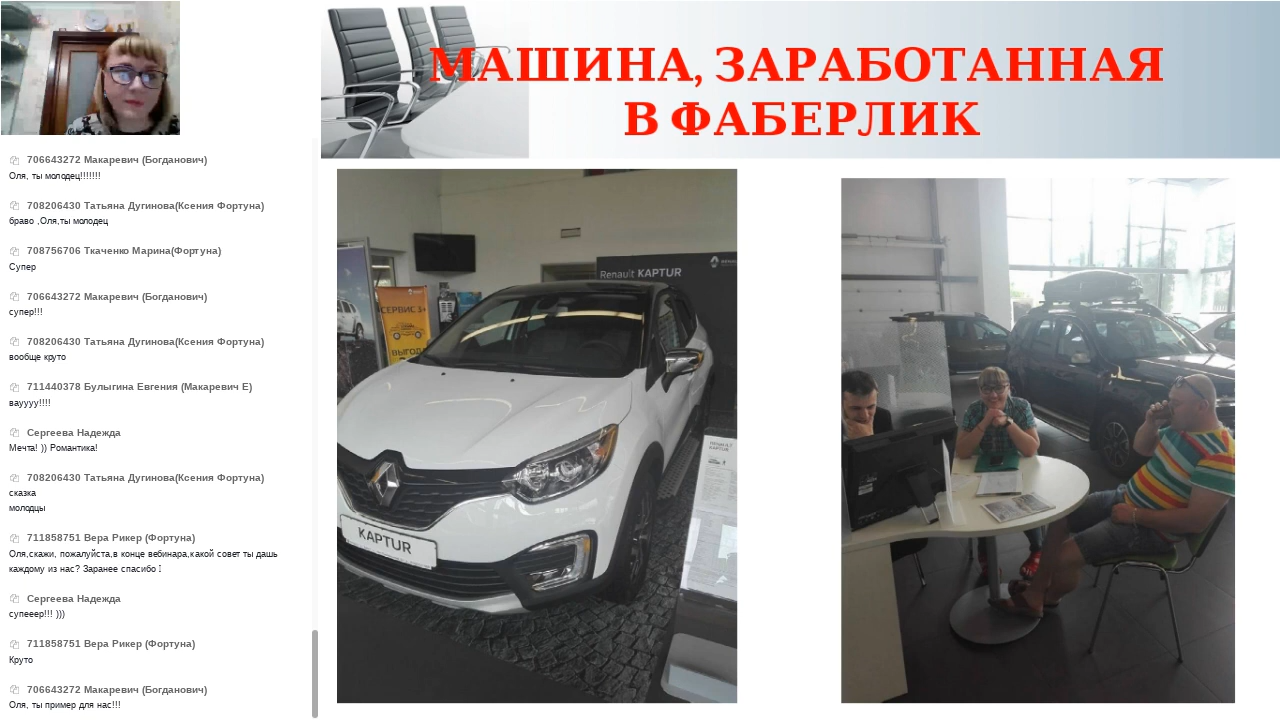 МАШИНА, ЗАРАБОТАННАЯ
В ФАБЕРЛИК
706643272 Макаревич (Богданович)
Оля, ты молодец!!!!!!!
708206430 Татьяна Дугинова(Ксения Фортуна)
браво ,Оля,ты молодец
708756706 Ткаченко Марина(Фортуна)
Супер
706643272 Макаревич (Богданович)
супер!!!
708206430 Татьяна Дугинова(Ксения Фортуна)
вообще круто
711440378 Булыгина Евгения (Макаревич Е)
вауууу!!!!
Сергеева Надежда
Мечта! )) Романтика!
708206430 Татьяна Дугинова(Ксения Фортуна)
сказка
молодцы
711858751 Вера Рикер (Фортуна)
Оля,скажи, пожалуйста,в конце вебинара,какой совет ты дашь
каждому из нас? Заранее спасибо
Сергеева Надежда
супееер!!! )))
711858751 Вера Рикер (Фортуна)
Круто
706643272 Макаревич (Богданович)
Оля, ты пример для нас!!!
Renault KAPTUR
СЕРВИС 3+
ВЫГОДА
RENAULT
KAPTUR
KAPTUR